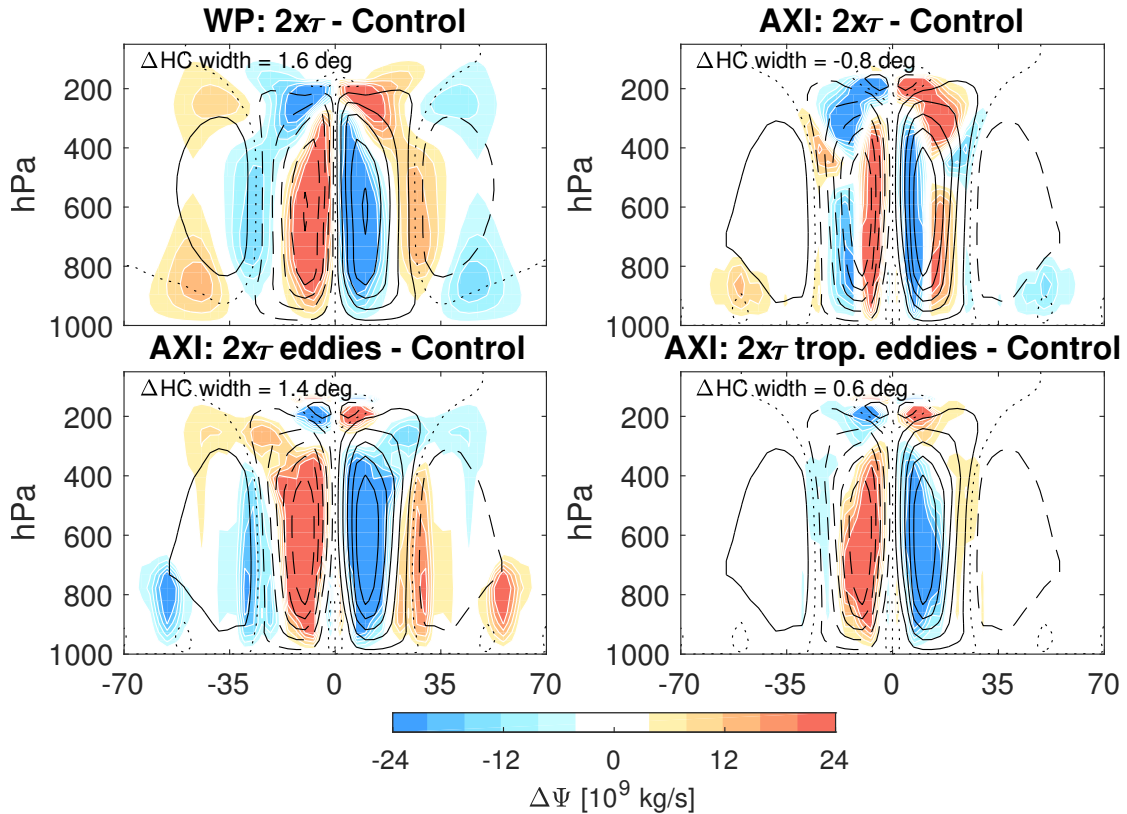 WP: 2xτ - Control
AXI: 2xτ - Control
ΔHC width = 1.6 deg
ΔHC width = -0.8 deg
hPa
200
400
600
800
1000
hPa
200
400
600
800
1000
AXI: 2xτ eddies - Control
AXI: 2xτ trop. eddies - Control
ΔHC width = 1.4 deg
ΔHC width = 0.6 deg
hPa
200
400
600
800
1000
hPa
200
400
600
800
1000
-70 -35 0 35 70
-70 -35 0 35 70
-24 -12 0 12 24
ΔΨ [10⁹ kg/s]